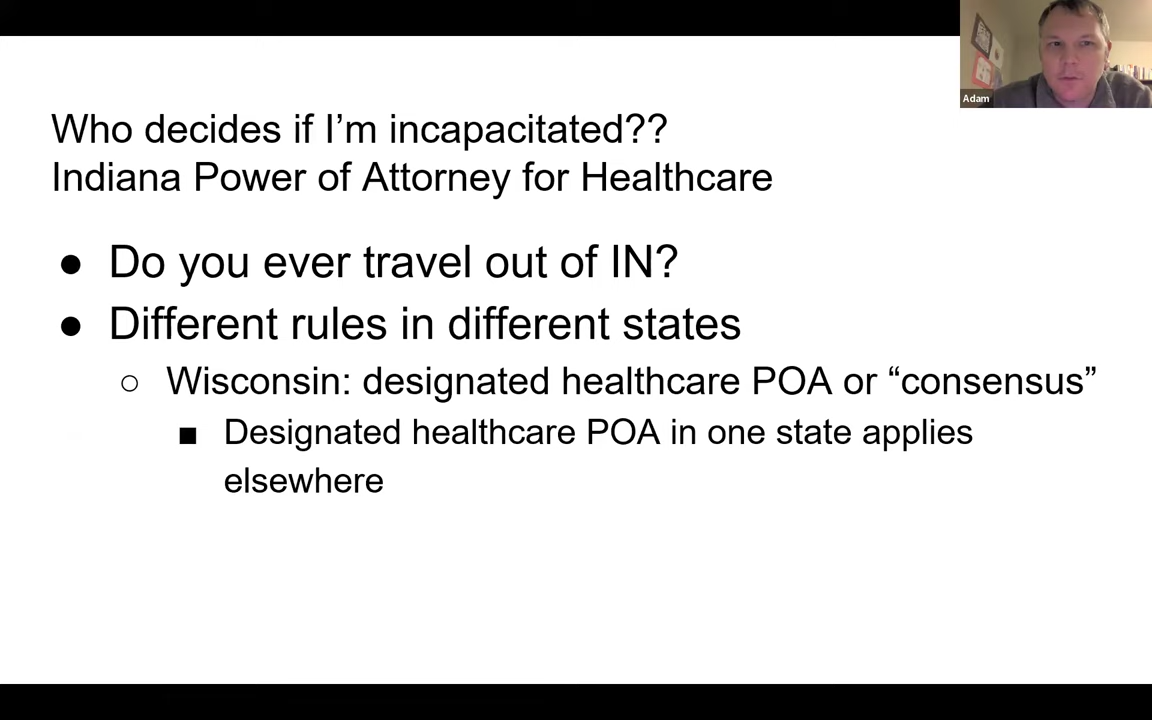 Adam
Who decides if I’m incapacitated??
Indiana Power of Attorney for Healthcare
● Do you ever travel out of IN?
● Different rules in different states
○ Wisconsin: designated healthcare POA or “consensus”
■ Designated healthcare POA in one state applies
elsewhere